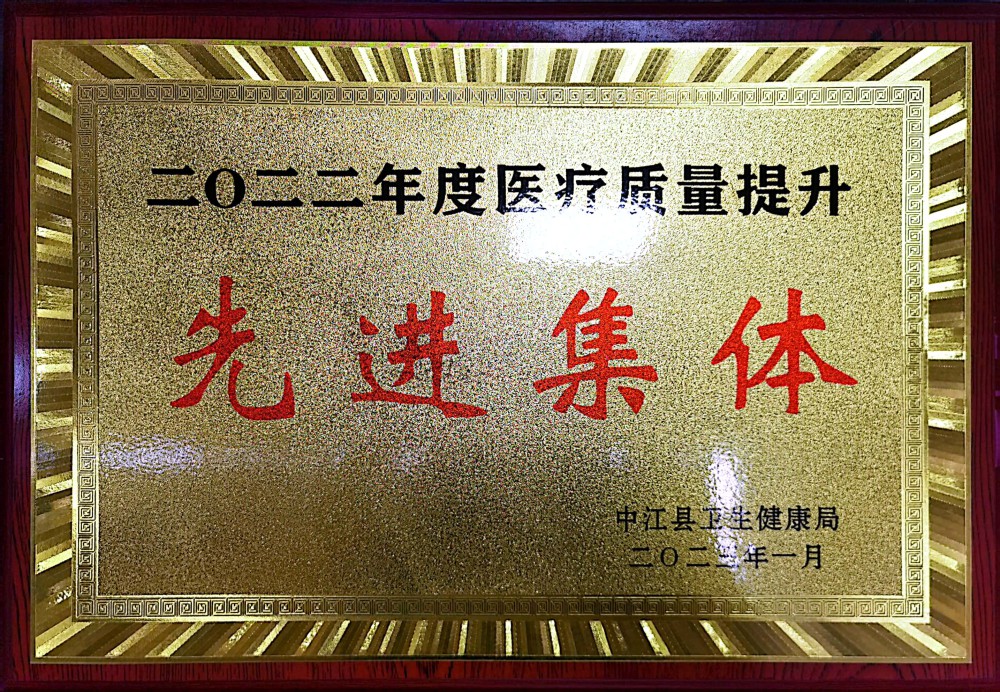 二〇二二年度医疗质量提升
先进集体
中江县卫生健康局
二〇二三年一月